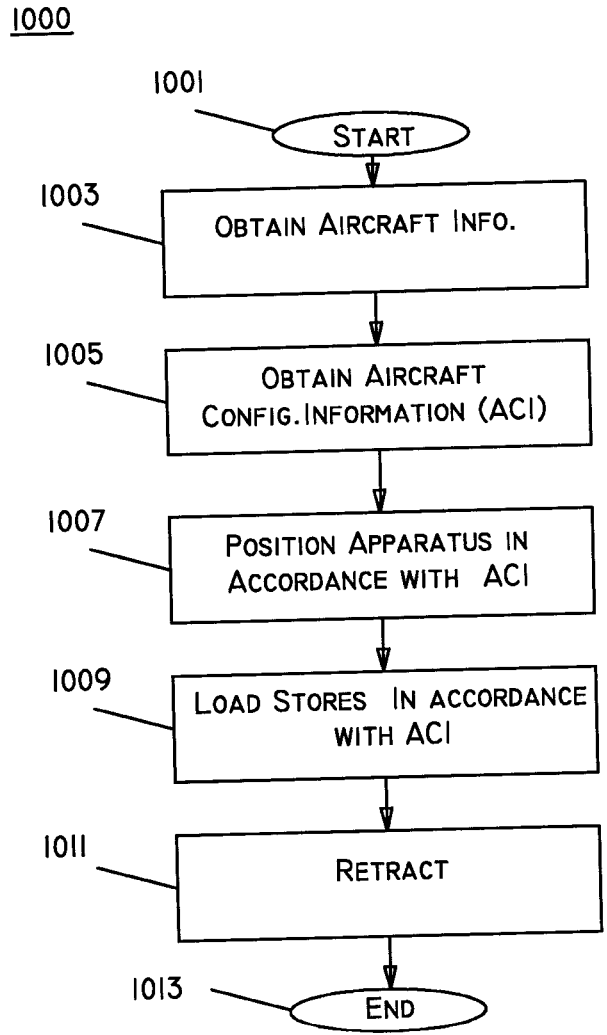 1000
1001
START
1003
OBTAIN AIRCRAFT INFO.
1005
OBTAIN AIRCRAFT
CONFIG.INFORMATION (ACI)
1007
POSITION APPARATUS IN
ACCORDANCE WITH ACI
1009
LOAD STORES IN ACCORDANCE
WITH ACI
1011
RETRACT
1013
END